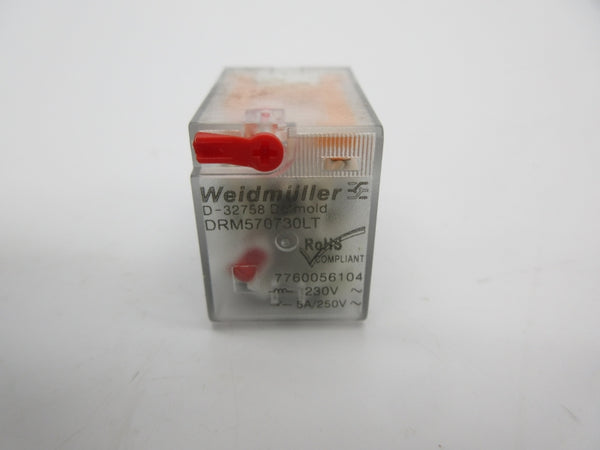 Weidmüller
D-32758 Detmold
DRM570730LT
RoHS
COMPLIANT
7760056104
230V ~
5A/250V ~